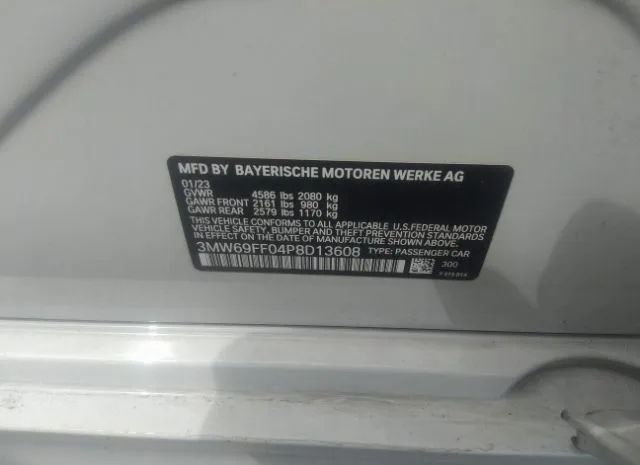 MFD BY BAYERISCHE MOTOREN WERKE AG
01/23
GVWR 4586 lbs 2080 kg
GAWR FRONT 2161 lbs 980 kg
GAWR REAR 2579 lbs 1170 kg
THIS VEHICLE CONFORMS TO ALL APPLICABLE U.S.FEDERAL MOTOR
VEHICLE SAFETY, BUMPER, AND THEFT PREVENTION STANDARDS
IN EFFECT ON THE DATE OF MANUFACTURE SHOWN ABOVE.
3MW69FF04P8D13608 TYPE: PASSENGER CAR
300